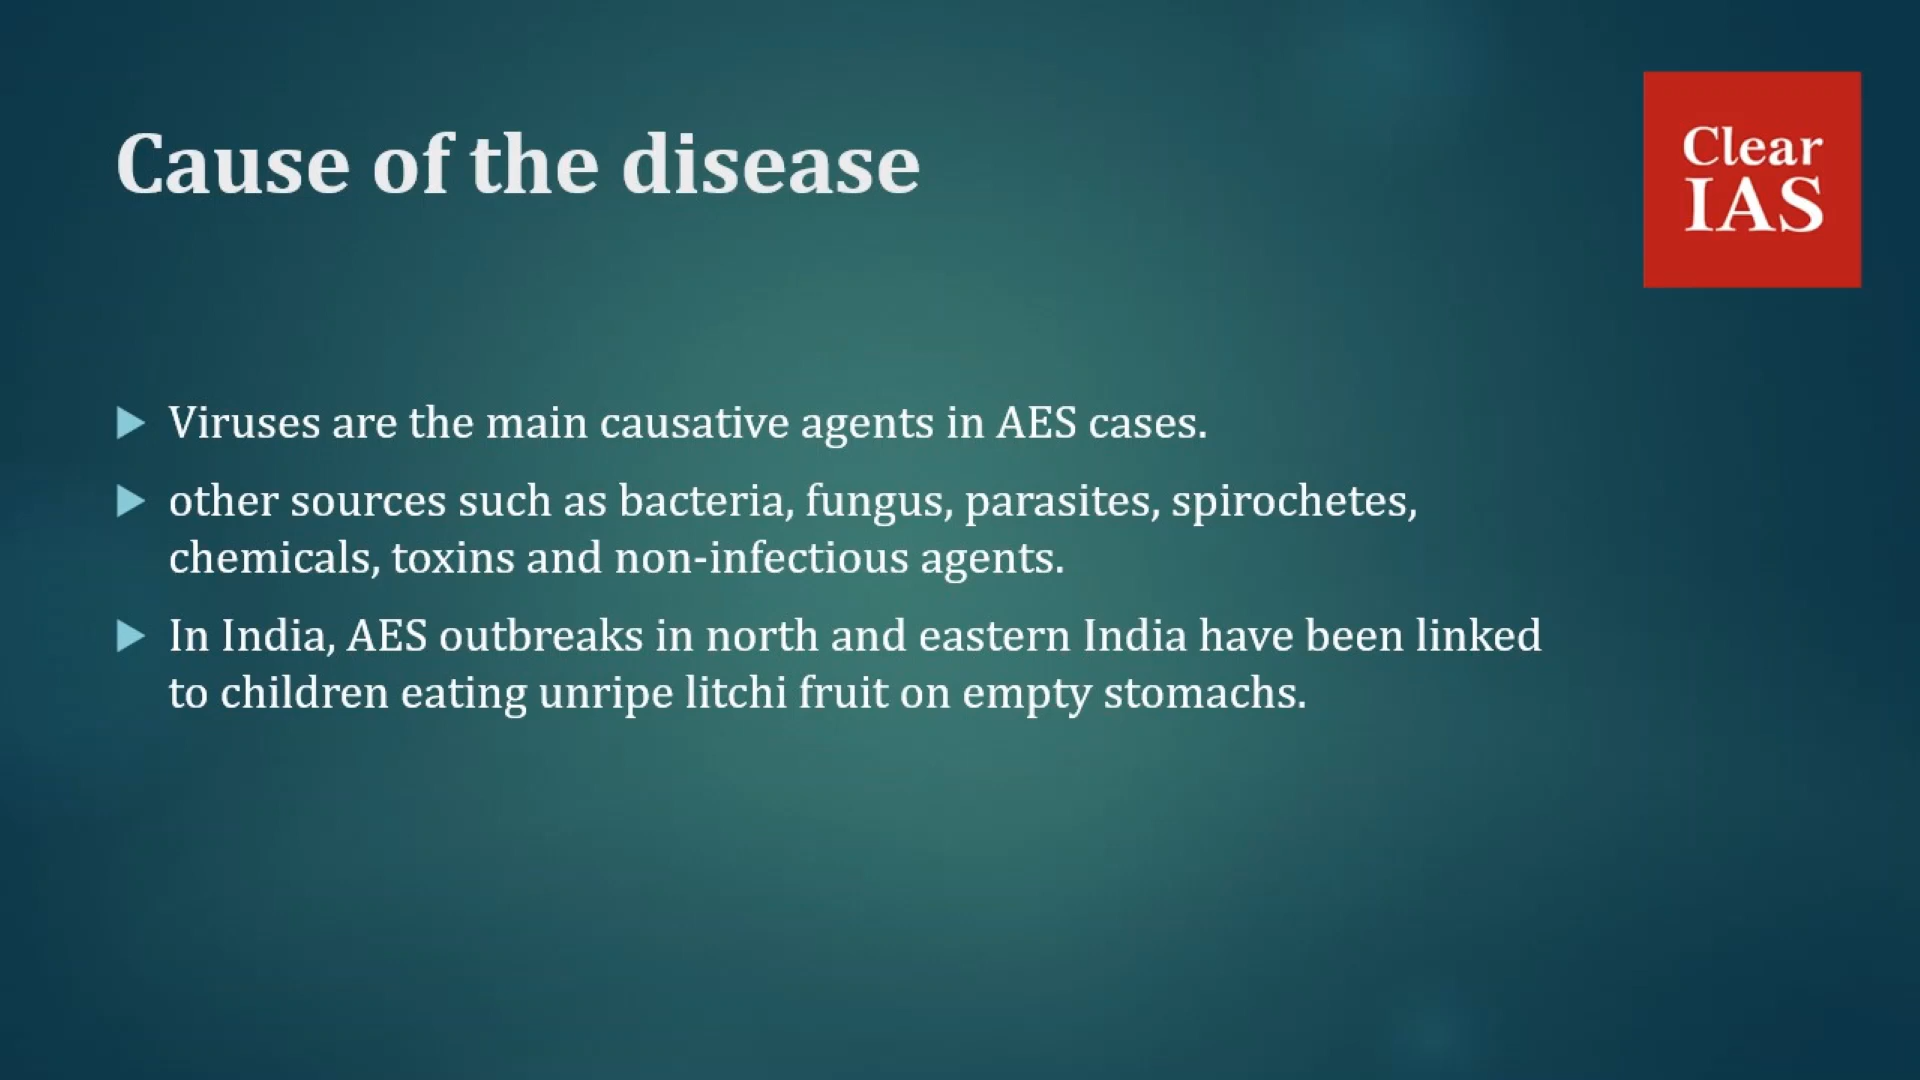 Cause of the disease
Clear
IAS
Viruses are the main causative agents in AES cases.
other sources such as bacteria, fungus, parasites, spirochetes,
chemicals, toxins and non-infectious agents.
In India, AES outbreaks in north and eastern India have been linked
to children eating unripe litchi fruit on empty stomachs.